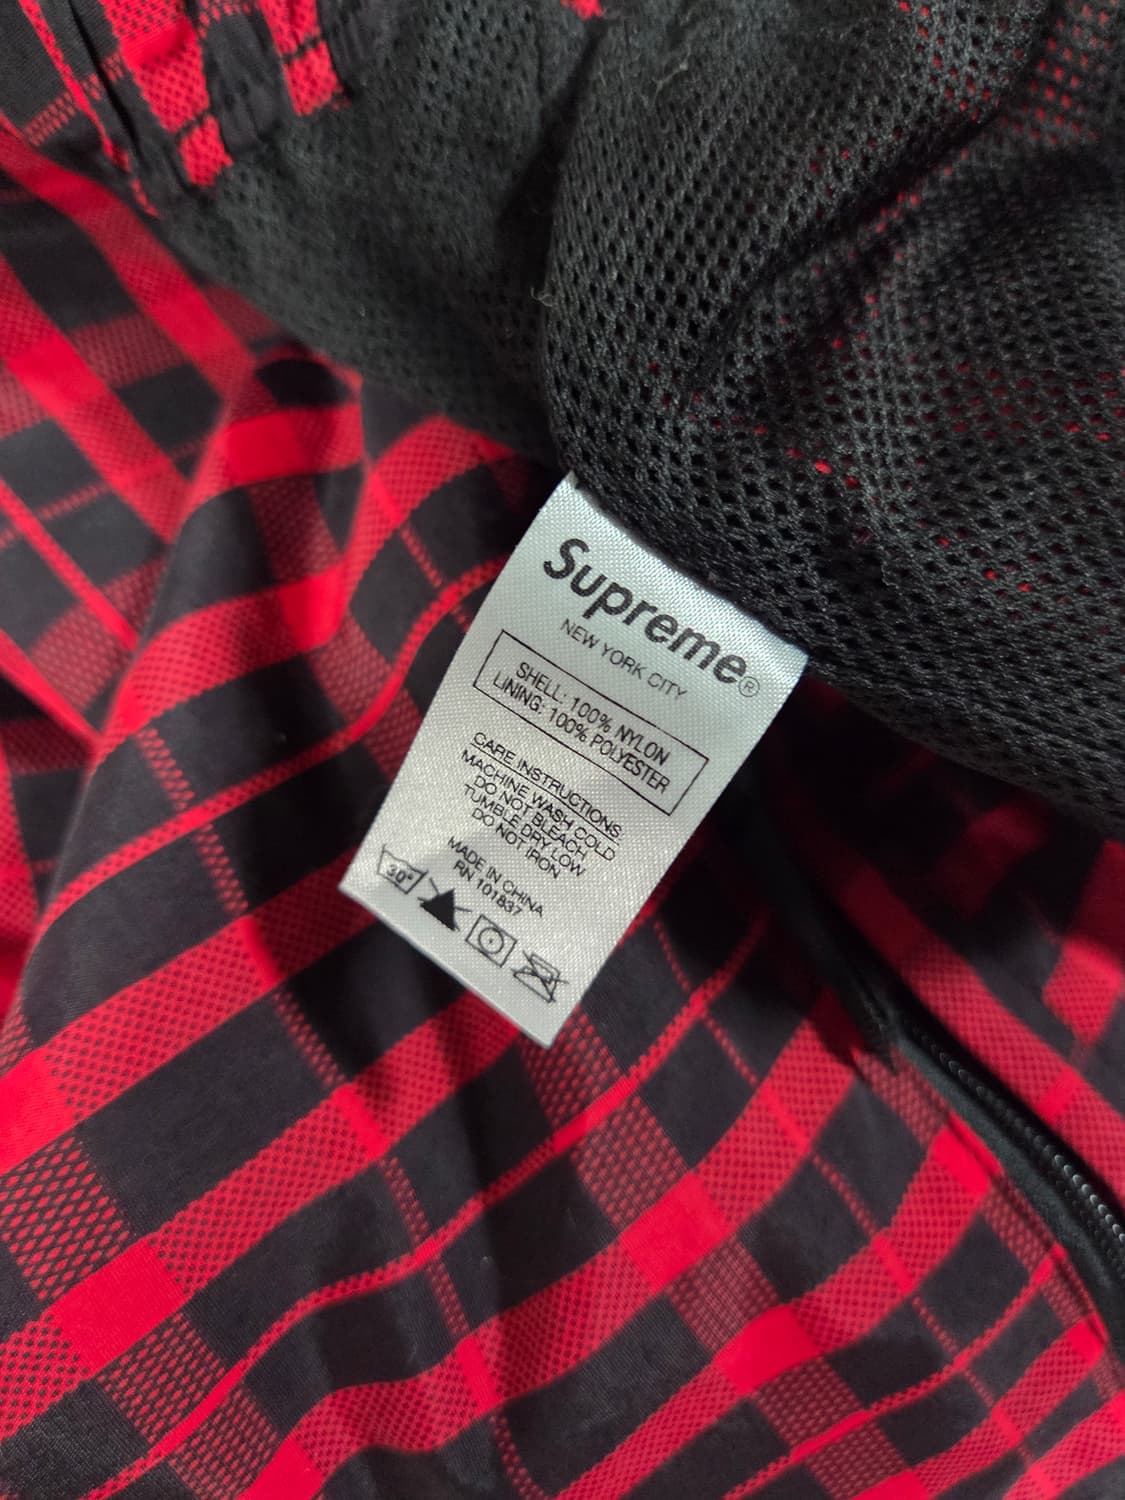 Supreme®
NEW YORK CITY
SHELL: 100% NYLON
LINING: 100% POLYESTER
CARE INSTRUCTIONS:
MACHINE WASH COLD
DO NOT BLEACH
TUMBLE DRY LOW
DO NOT IRON
MADE IN CHINA
RN 101837
30°